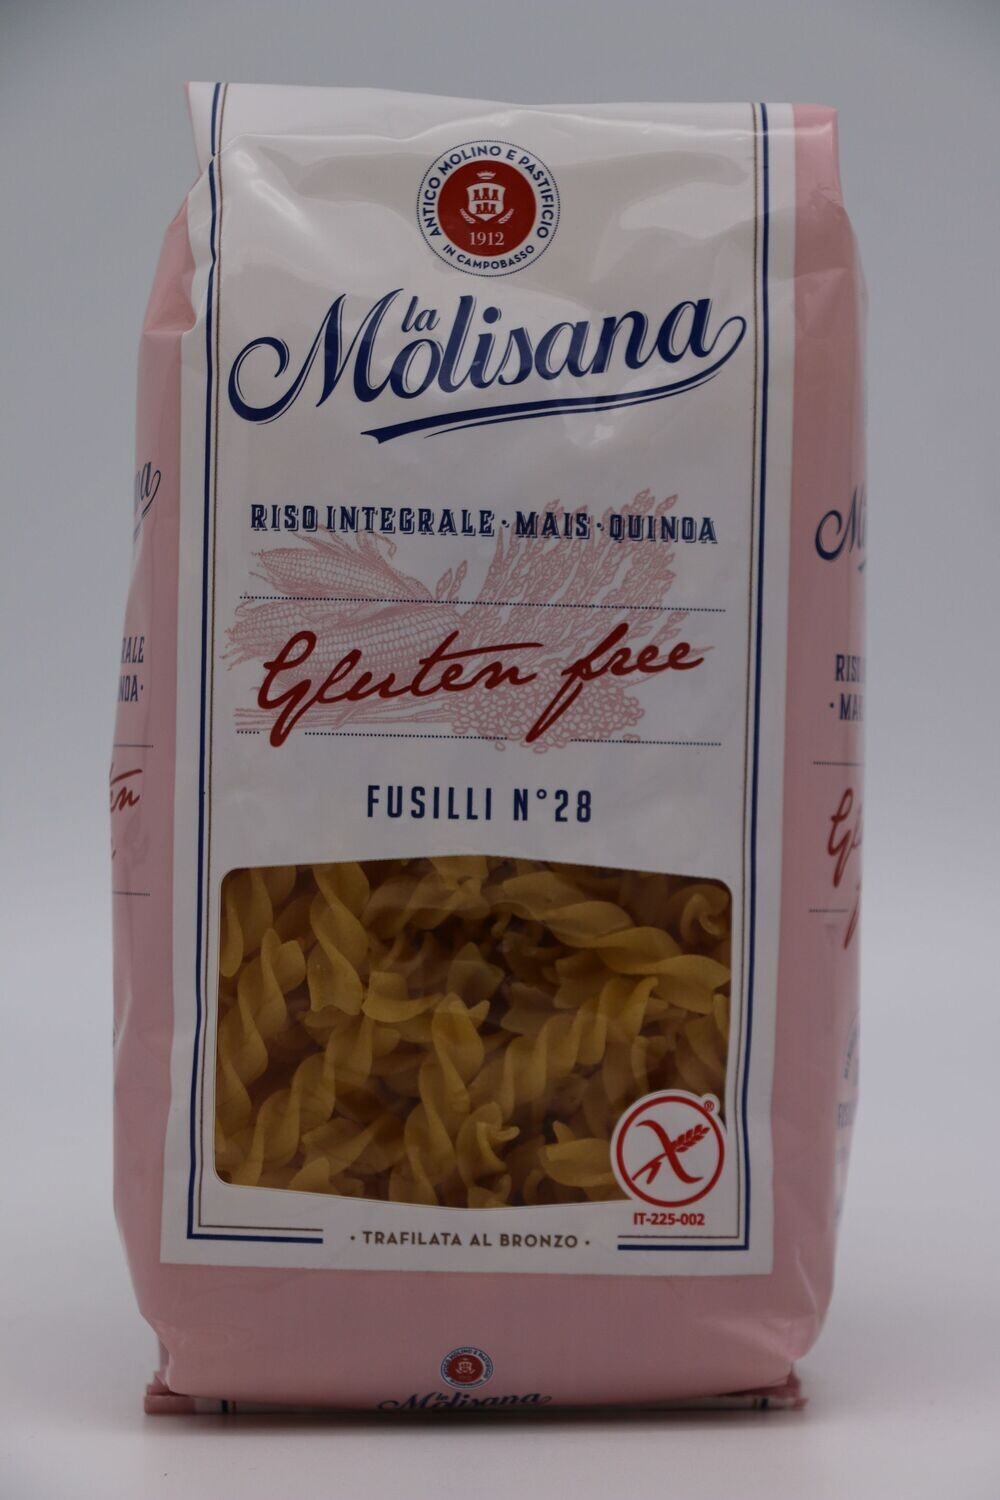 ANTICO MOLINO E PASTIFICIO
IN CAMPOBASSO
1912
la
Molisana
RISO INTEGRALE · MAIS · QUINOA
Gluten free
FUSILLI N°28
®
IT-225-002
· TRAFILATA AL BRONZO ·
la
Molisana